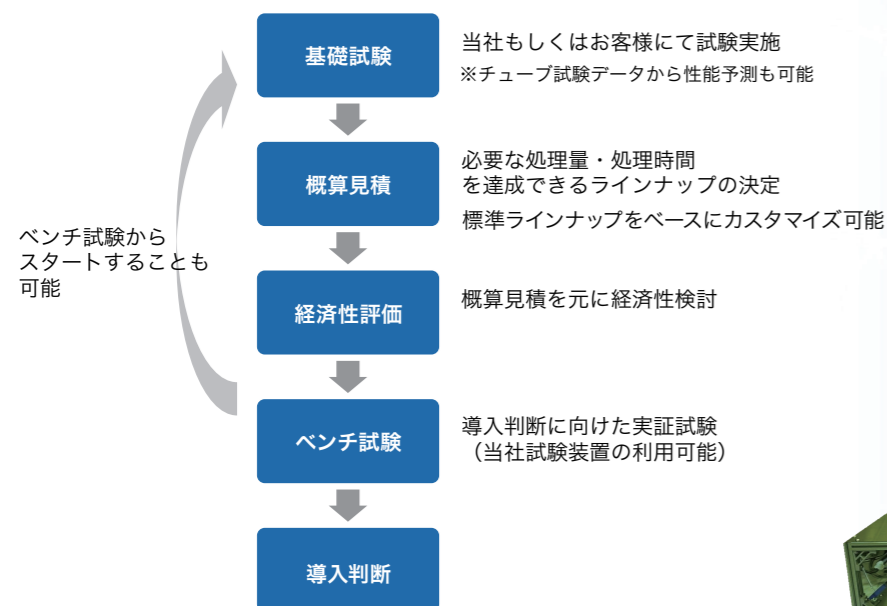 基礎試験
当社もしくはお客様にて試験実施
※チューブ試験データから性能予測も可能
概算見積
必要な処理量・処理時間
を達成できるラインナップの決定
標準ラインナップをベースにカスタマイズ可能
ベンチ試験から
スタートすることも
可能
経済性評価
概算見積を元に経済性検討
ベンチ試験
導入判断に向けた実証試験
（当社試験装置の利用可能）
導入判断